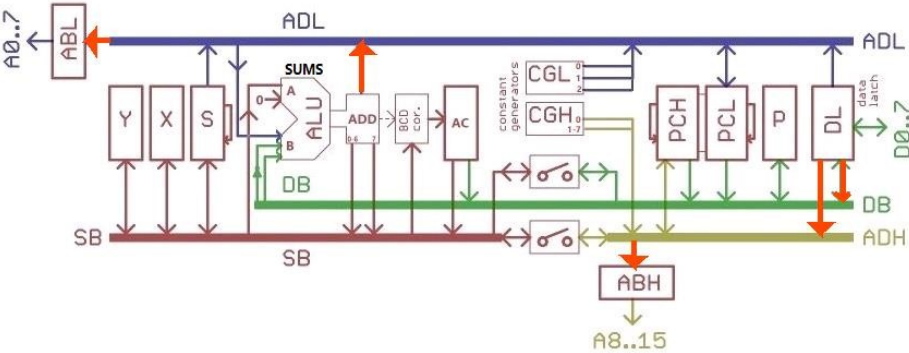 ADL
A0..7
ABL
ADL
SUMS
Y
X
S
0
A
B
ALU
ADD
0-6
7
BCD
cor.
AC
constant
generators
CGL
0
1
2
CGH
0
1-7
PCH
PCL
P
DL
data
latch
D0..7
DB
DB
SB
SB
ADH
ABH
A8..15